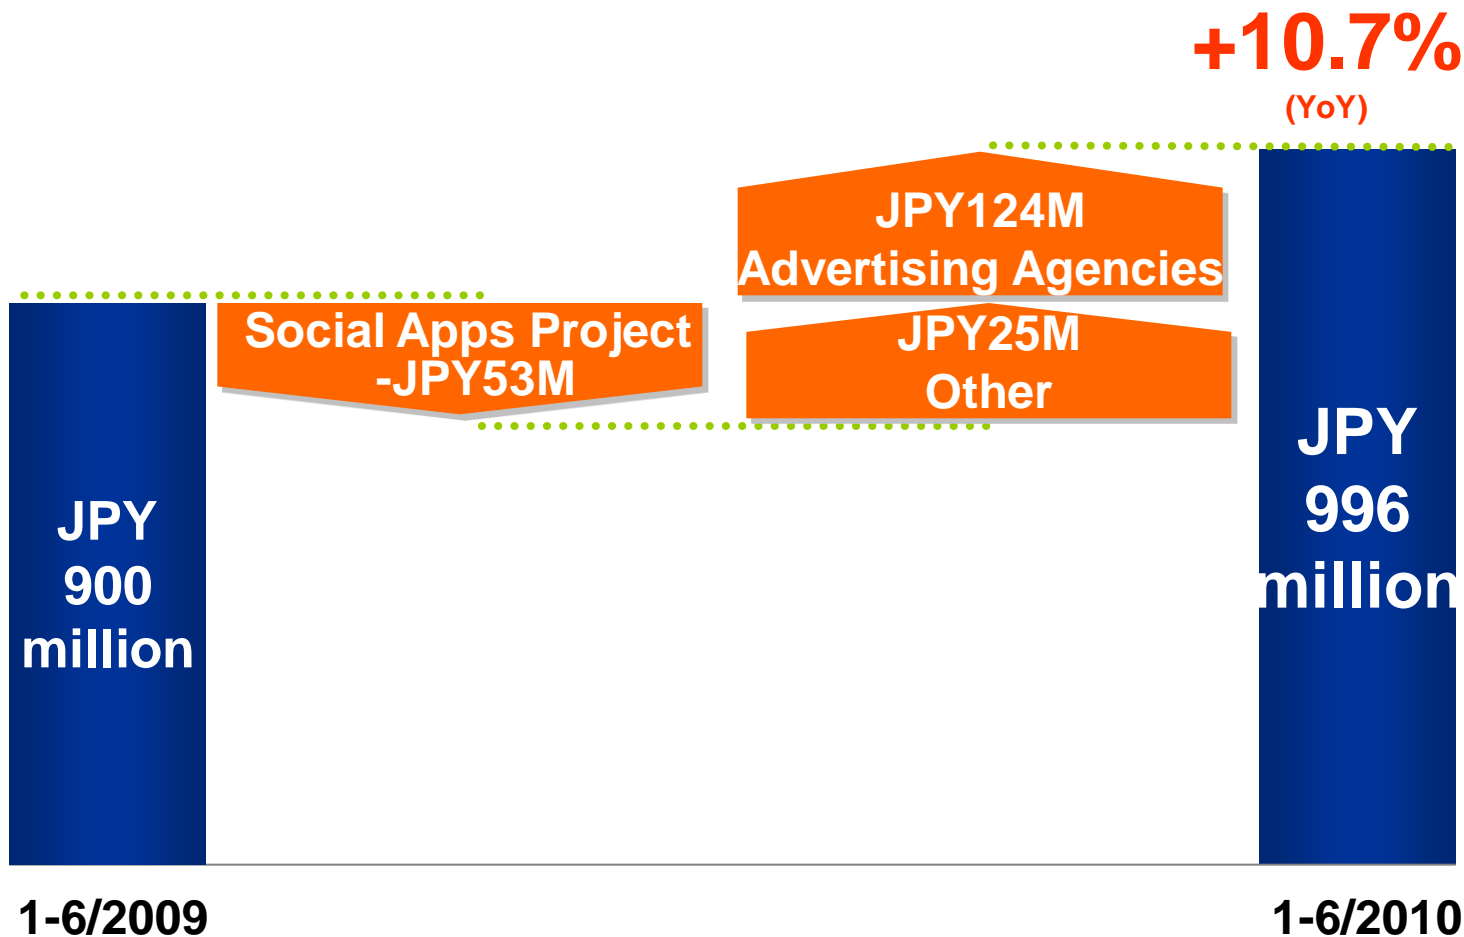 +10.7%
(YoY)
JPY124M
Advertising Agencies
Social Apps Project
-JPY53M
JPY25M
Other
JPY
900
million
JPY
996
million
1-6/2009
1-6/2010